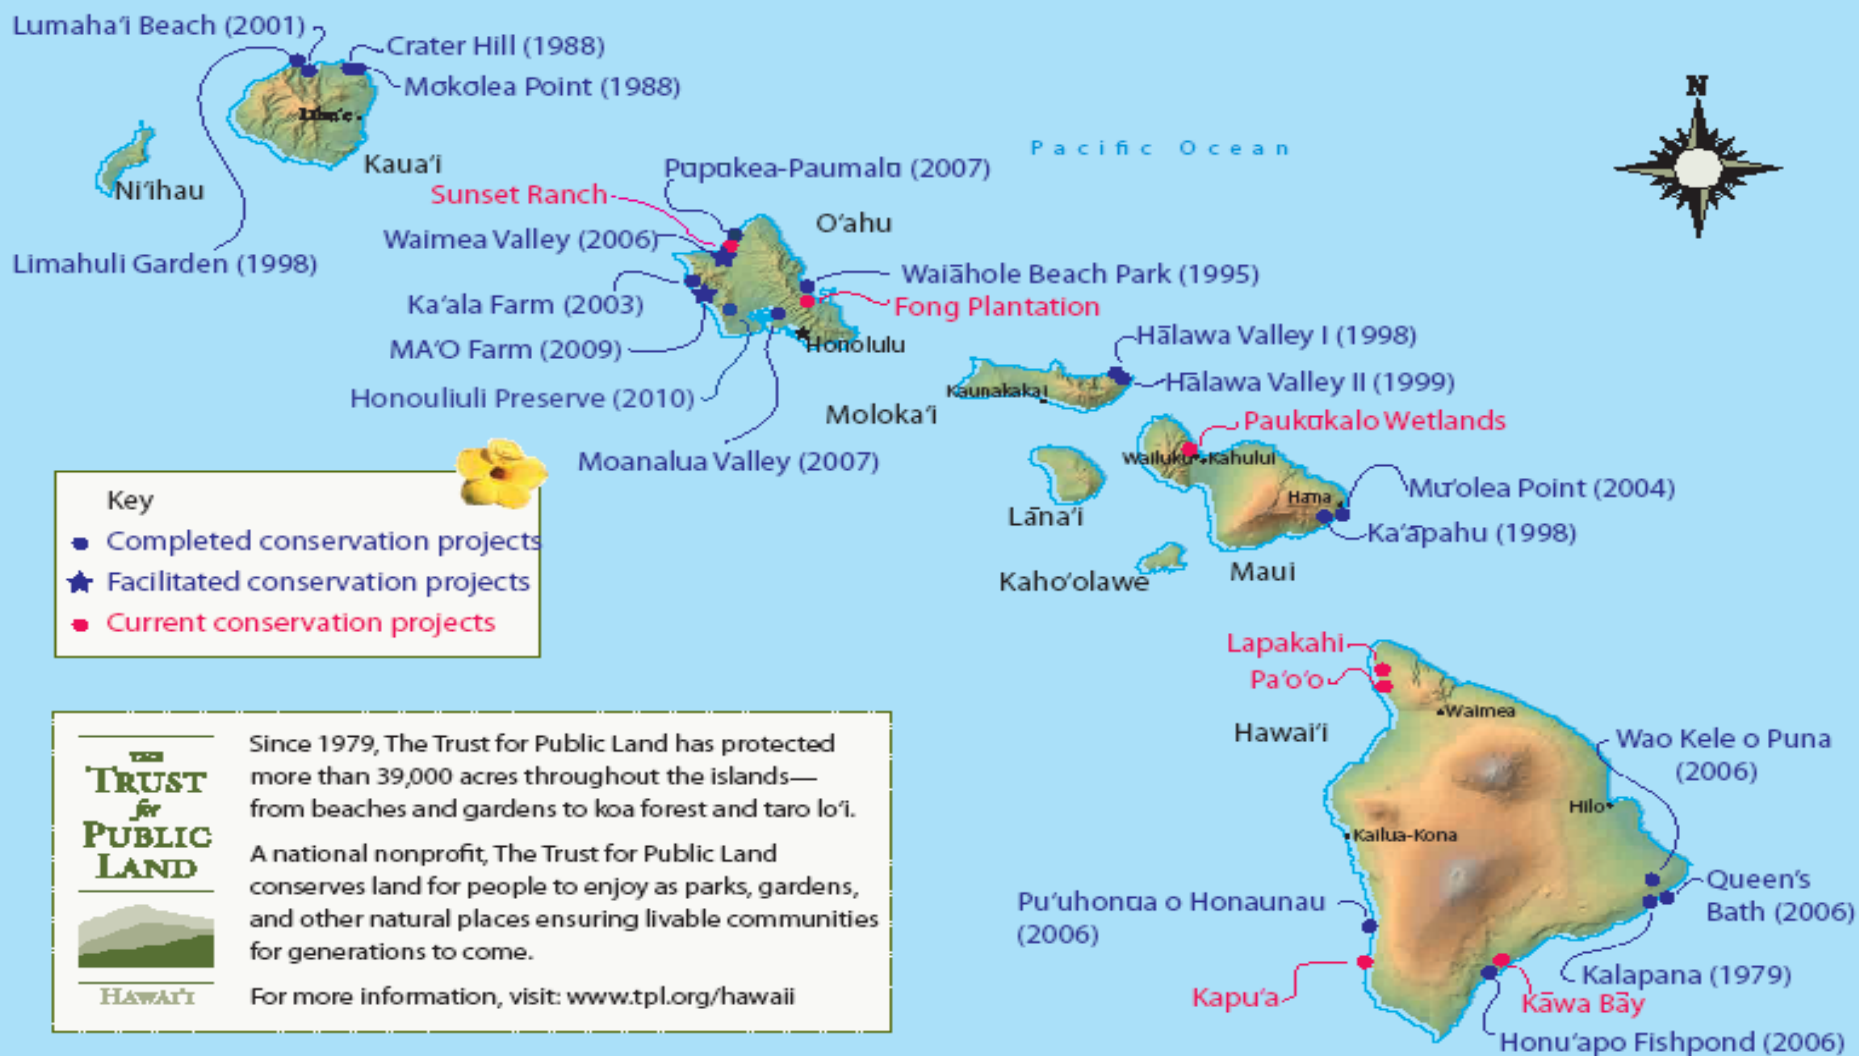 Lumaha‘i Beach (2001)
Crater Hill (1988)
Mōkōlea Point (1988)
Līhu‘e
Kaua‘i
Ni‘ihau
Limahuli Garden (1998)
N
Pacific Ocean
Pūpūkea-Paumalū (2007)
Sunset Ranch
O‘ahu
Waimea Valley (2006)
Waiāhole Beach Park (1995)
Ka‘ala Farm (2003)
Fong Plantation
MA‘O Farm (2009)
Honolulu
Honouliuli Preserve (2010)
Moanalua Valley (2007)
Hālawa Valley I (1998)
Hālawa Valley II (1999)
Kaunakakai
Moloka‘i
Paukūkalo Wetlands
Wailuku
Kahului
Hāna
Mū‘olea Point (2004)
Ka‘āpahu (1998)
Lāna‘i
Kaho‘olawe
Maui
Key
Completed conservation projects
Facilitated conservation projects
Current conservation projects
Lapakahi
Pa‘o‘o
Waimea
Hawai‘i
Wao Kele o Puna
(2006)
Hilo
Kailua-Kona
Queen's
Bath (2006)
Pu‘uhonua o Honaunau
(2006)
Kapu‘a
Kalapana (1979)
Kāwa Bāy
Honu‘apo Fishpond (2006)
THE
TRUST
for
PUBLIC
LAND
HAWAI‘I
Since 1979, The Trust for Public Land has protected
more than 39,000 acres throughout the islands—
from beaches and gardens to koa forest and taro lo‘i.
A national nonprofit, The Trust for Public Land
conserves land for people to enjoy as parks, gardens,
and other natural places ensuring livable communities
for generations to come.
For more information, visit: www.tpl.org/hawaii